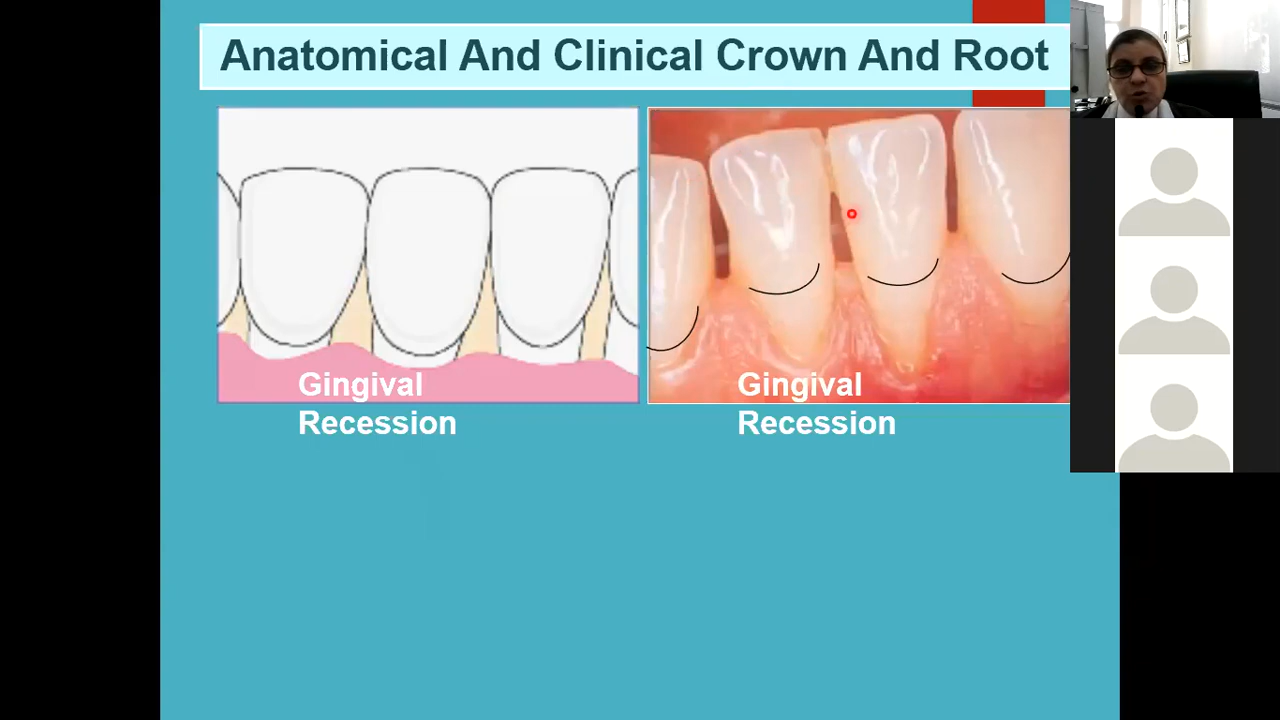 Anatomical And Clinical Crown And Root
Gingival
Recession
Gingival
Recession